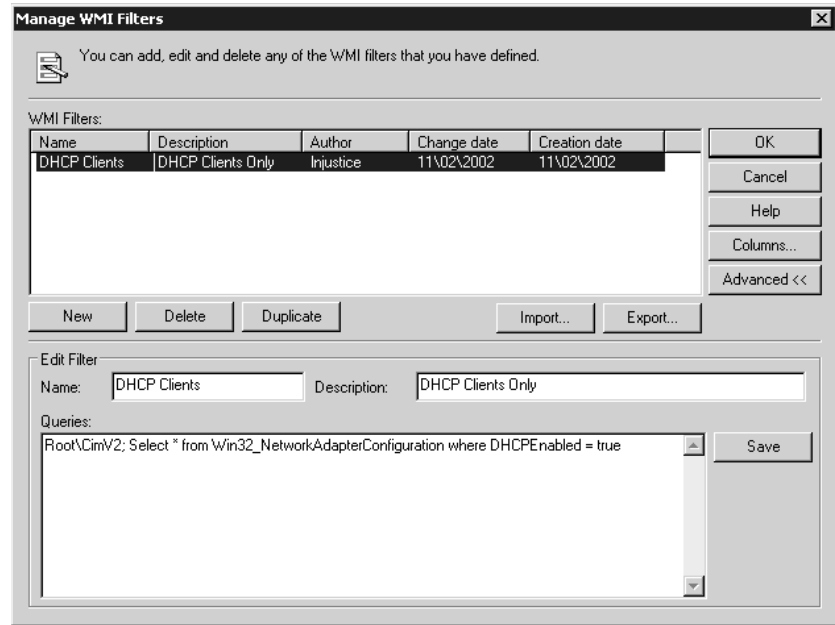 Manage WMI Filters
You can add, edit and delete any of the WMI filters that you have defined.
WMI Filters:
Name Description Author Change date Creation date
DHCP Clients DHCP Clients Only Injustice 11\02\2002 11\02\2002
OK
Cancel
Help
Columns...
Advanced <<
New Delete Duplicate Import... Export...
Edit Filter
Name: DHCP Clients Description: DHCP Clients Only
Queries:
Root\CimV2; Select * from Win32_NetworkAdapterConfiguration where DHCPEnabled = true
Save